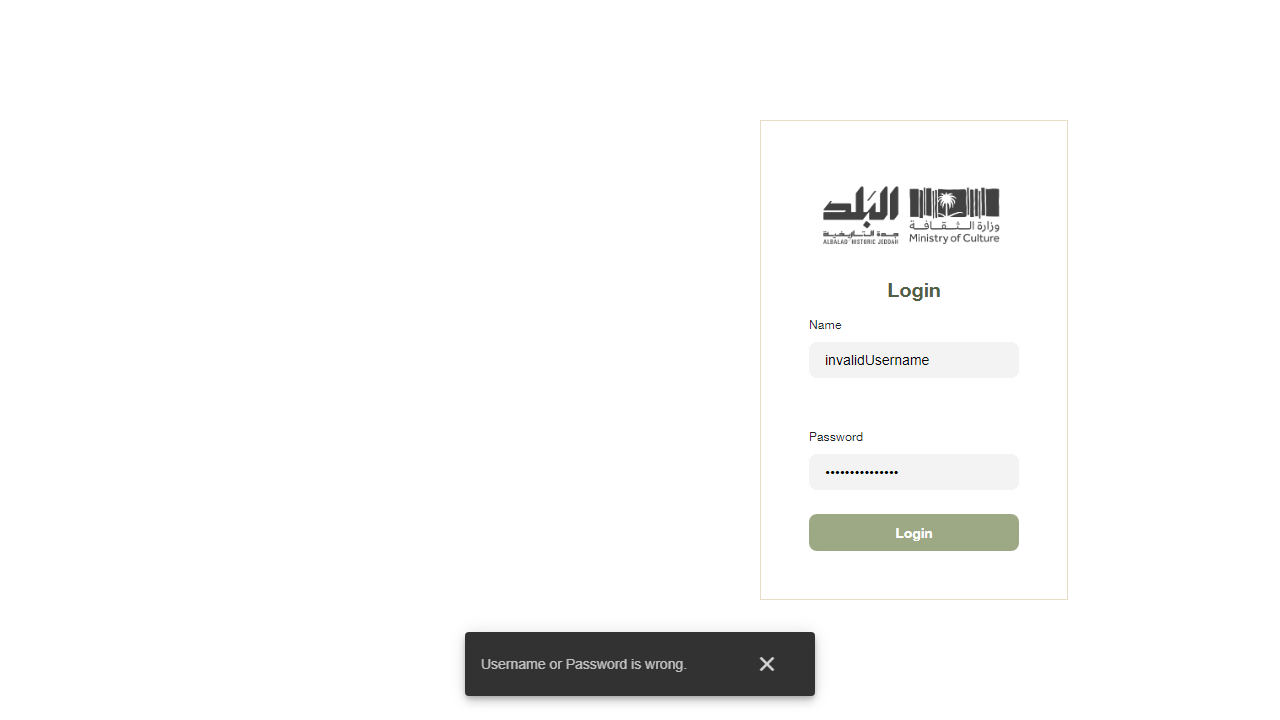 البلد
جدة التاريخية
ALBALAD HISTORIC JEDDAH
وزارة الثقافة
Ministry of Culture
Login
Name
invalidUsername
Password
•••••••••••••••
Login
Username or Password is wrong.